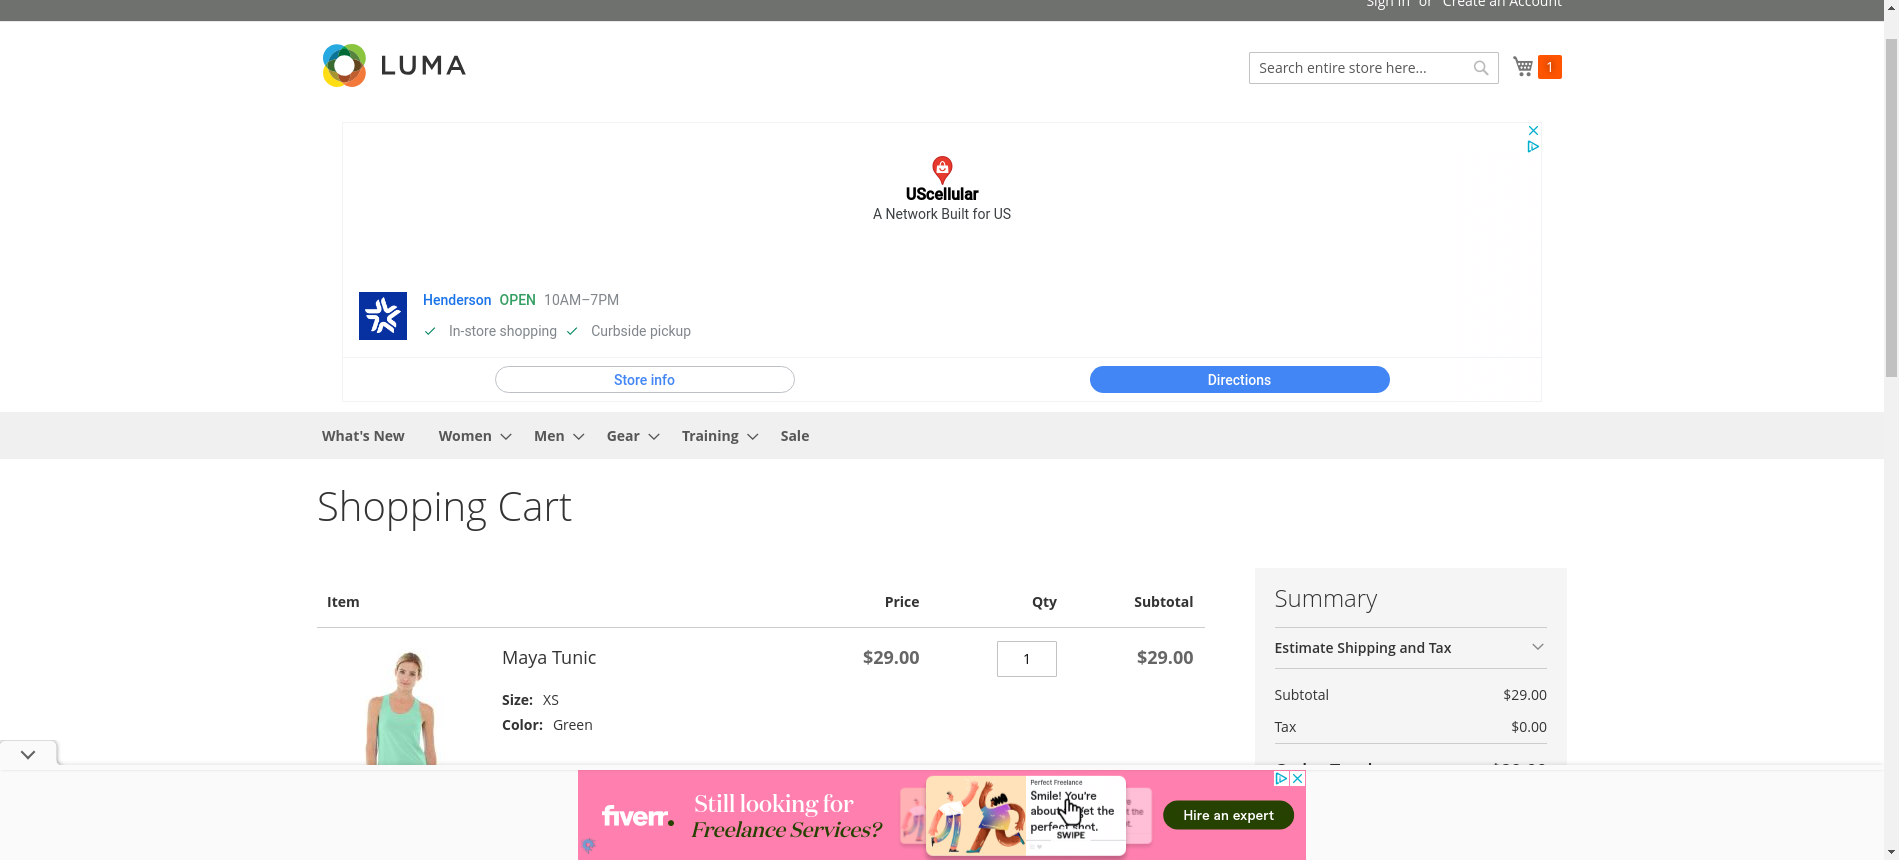 Sign In or Create an Account
LUMA
Search entire store here...
1
UScellular
A Network Built for US
Henderson OPEN 10AM–7PM
In-store shopping Curbside pickup
Store info
Directions
What's New Women Men Gear Training Sale
Shopping Cart
Item Price Qty Subtotal
Maya Tunic $29.00 1 $29.00
Size: XS
Color: Green
Summary
Estimate Shipping and Tax
Subtotal $29.00
Tax $0.00
fiverr.
Still looking for
Freelance Services?
Perfect Freelance
Smile! You're
the
perfect shot.
SWIPE
Hire an expert